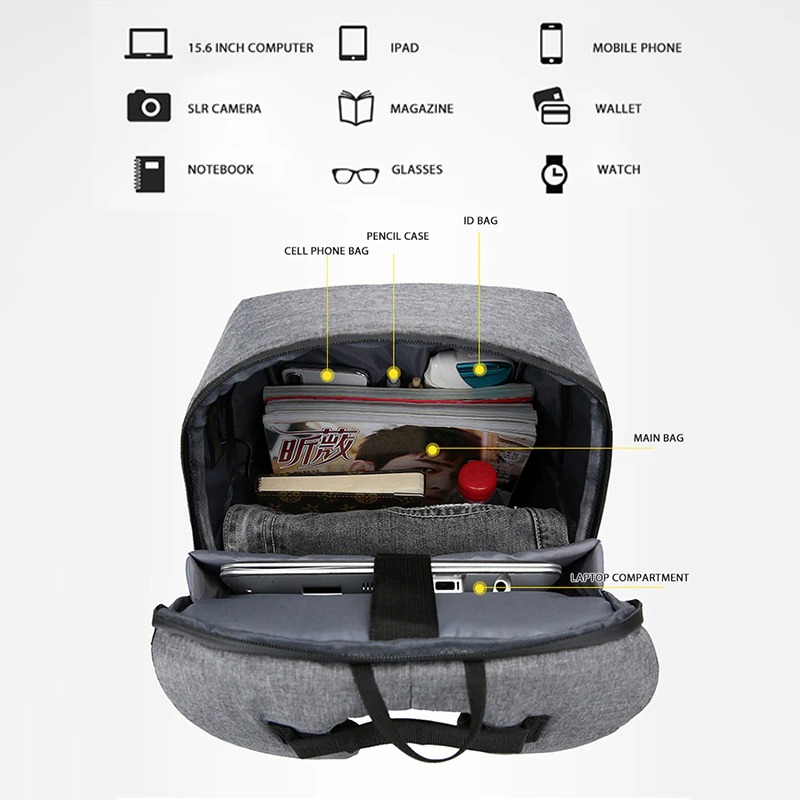 15.6 INCH COMPUTER
IPAD
MOBILE PHONE
SLR CAMERA
MAGAZINE
WALLET
NOTEBOOK
GLASSES
WATCH
ID BAG
PENCIL CASE
CELL PHONE BAG
昕薇
MAIN BAG
LAPTOP COMPARTMENT